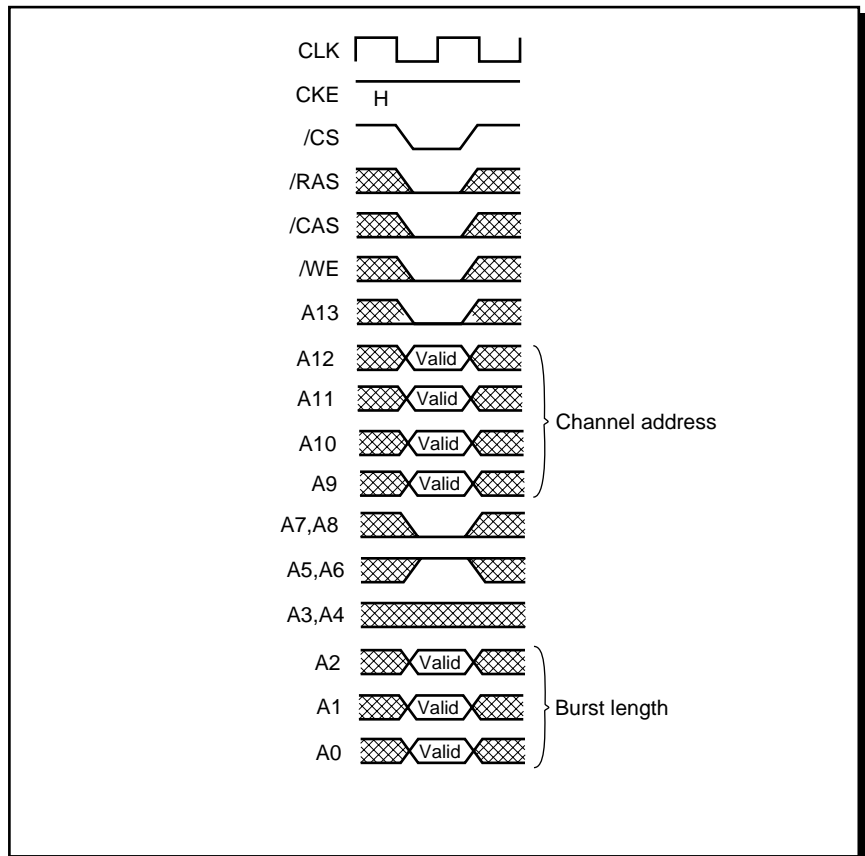 CLK
CKE H
/CS
/RAS
/CAS
/WE
A13
A12 Valid
A11 Valid
Channel address
A10 Valid
A9 Valid
A7,A8
A5,A6
A3,A4
A2 Valid
A1 Valid
Burst length
A0 Valid